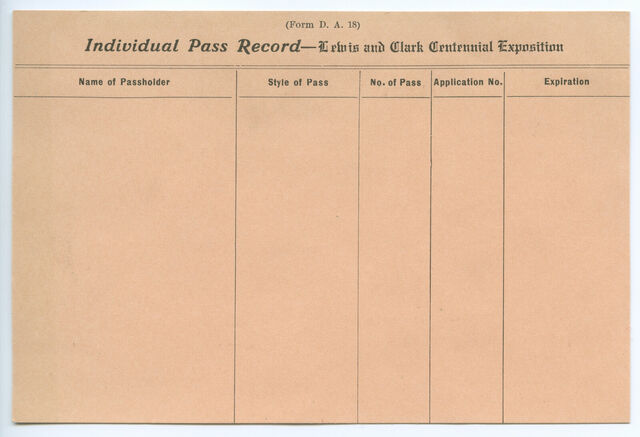 (Form D. A. 18)
Individual Pass Record—Lewis and Clark Centennial Exposition
Name of Passholder Style of Pass No. of Pass Application No. Expiration